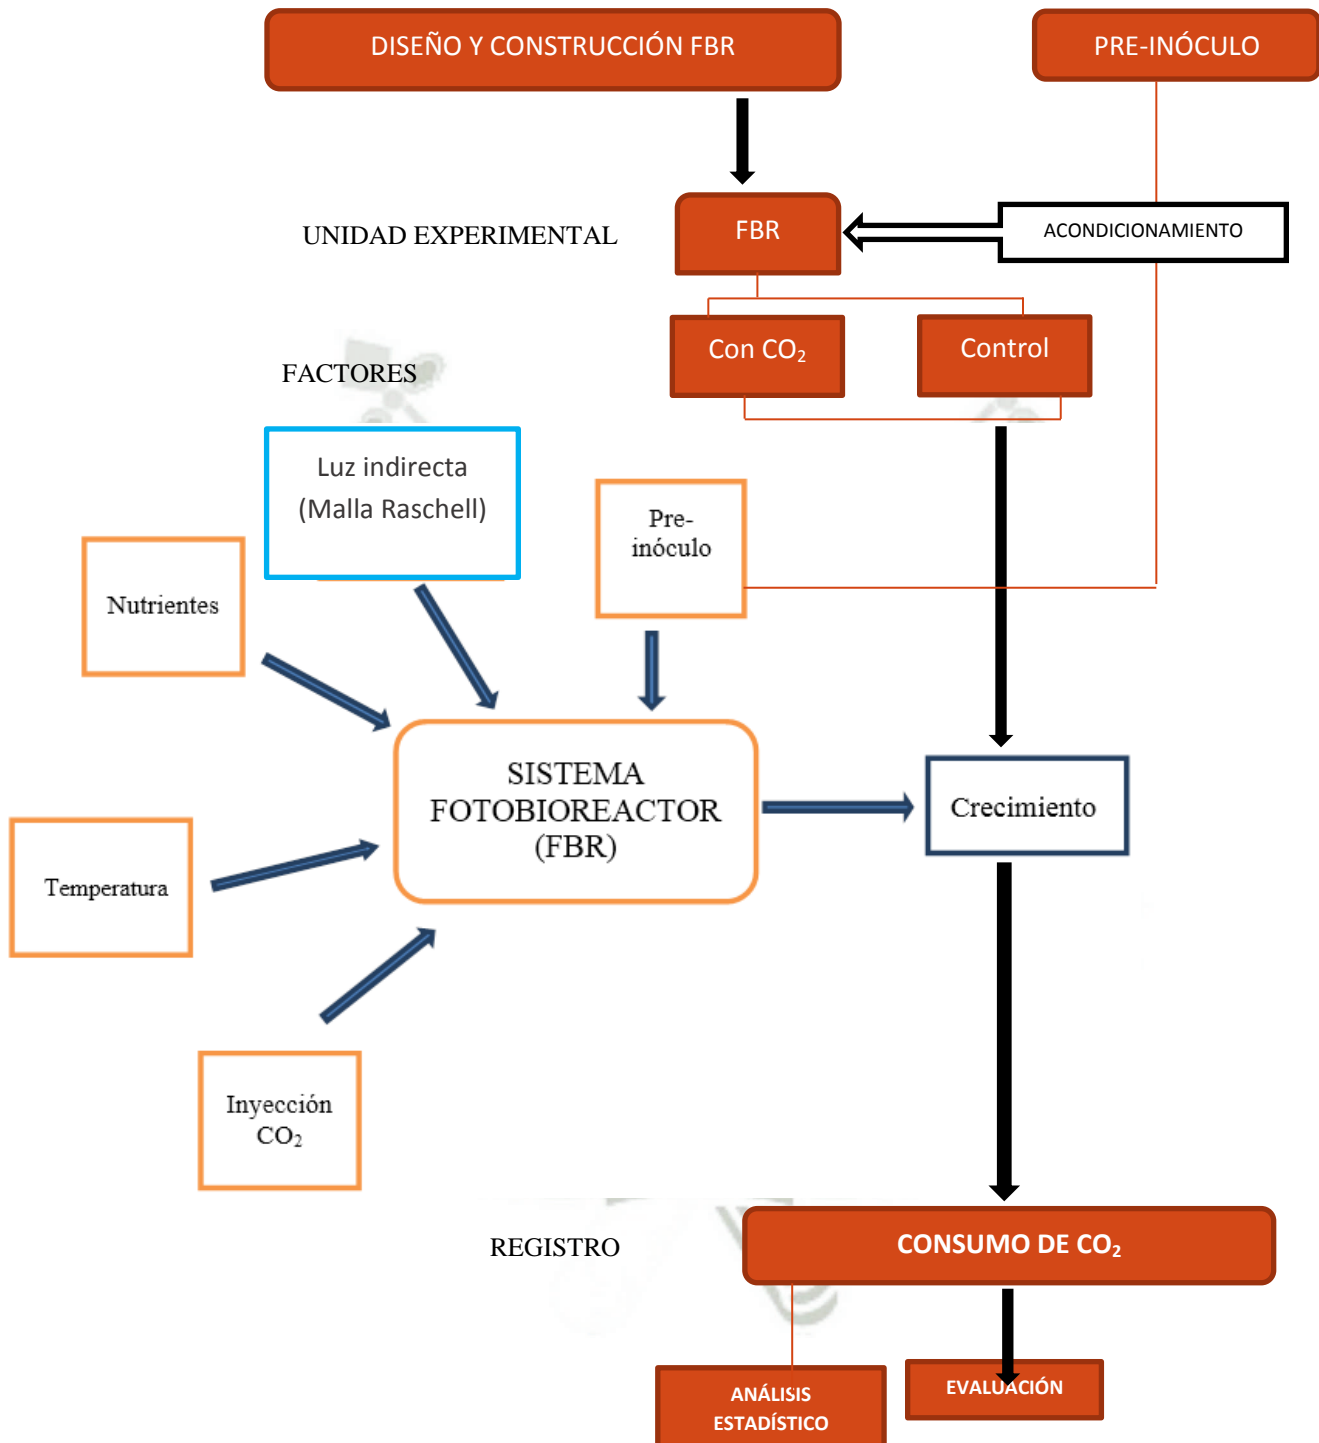 DISEÑO Y CONSTRUCCIÓN FBR
PRE-INÓCULO
UNIDAD EXPERIMENTAL
FBR
ACONDICIONAMIENTO
Con CO₂
Control
FACTORES
Luz indirecta
(Malla Raschell)
Pre-
inóculo
Nutrientes
SISTEMA
FOTOBIOREACTOR
(FBR)
Crecimiento
Temperatura
Inyección
CO₂
REGISTRO
CONSUMO DE CO₂
ANÁLISIS
ESTADÍSTICO
EVALUACIÓN